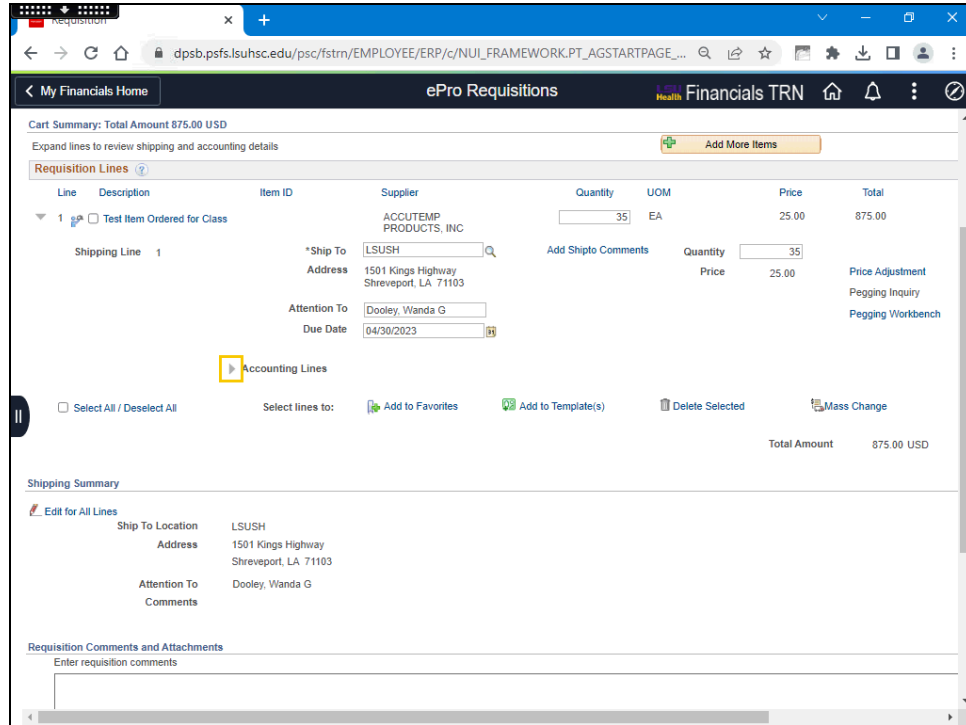 Requisition
dpsb.psfs.lsuhsc.edu/psc/fstrn/EMPLOYEE/ERP/c/NUI_FRAMEWORK.PT_AGSTARTPAGE_...
My Financials Home
ePro Requisitions
LSU Health Financials TRN
Cart Summary: Total Amount 875.00 USD
Expand lines to review shipping and accounting details
Add More Items
Requisition Lines ?
Line Description Item ID Supplier Quantity UOM Price Total
1 Test Item Ordered for Class ACCUTEMP PRODUCTS, INC 35 EA 25.00 875.00
Shipping Line 1 *Ship To LSUSH Add Shipto Comments Quantity 35
Address 1501 Kings Highway Price 25.00 Price Adjustment
Shreveport, LA 71103
Pegging Inquiry
Attention To Dooley, Wanda G Pegging Workbench
Due Date 04/30/2023 31
Accounting Lines
Select All / Deselect All Select lines to: Add to Favorites Add to Template(s) Delete Selected Mass Change
Total Amount 875.00 USD
Shipping Summary
Edit for All Lines
Ship To Location LSUSH
Address 1501 Kings Highway
Shreveport, LA 71103
Attention To Dooley, Wanda G
Comments
Requisition Comments and Attachments
Enter requisition comments